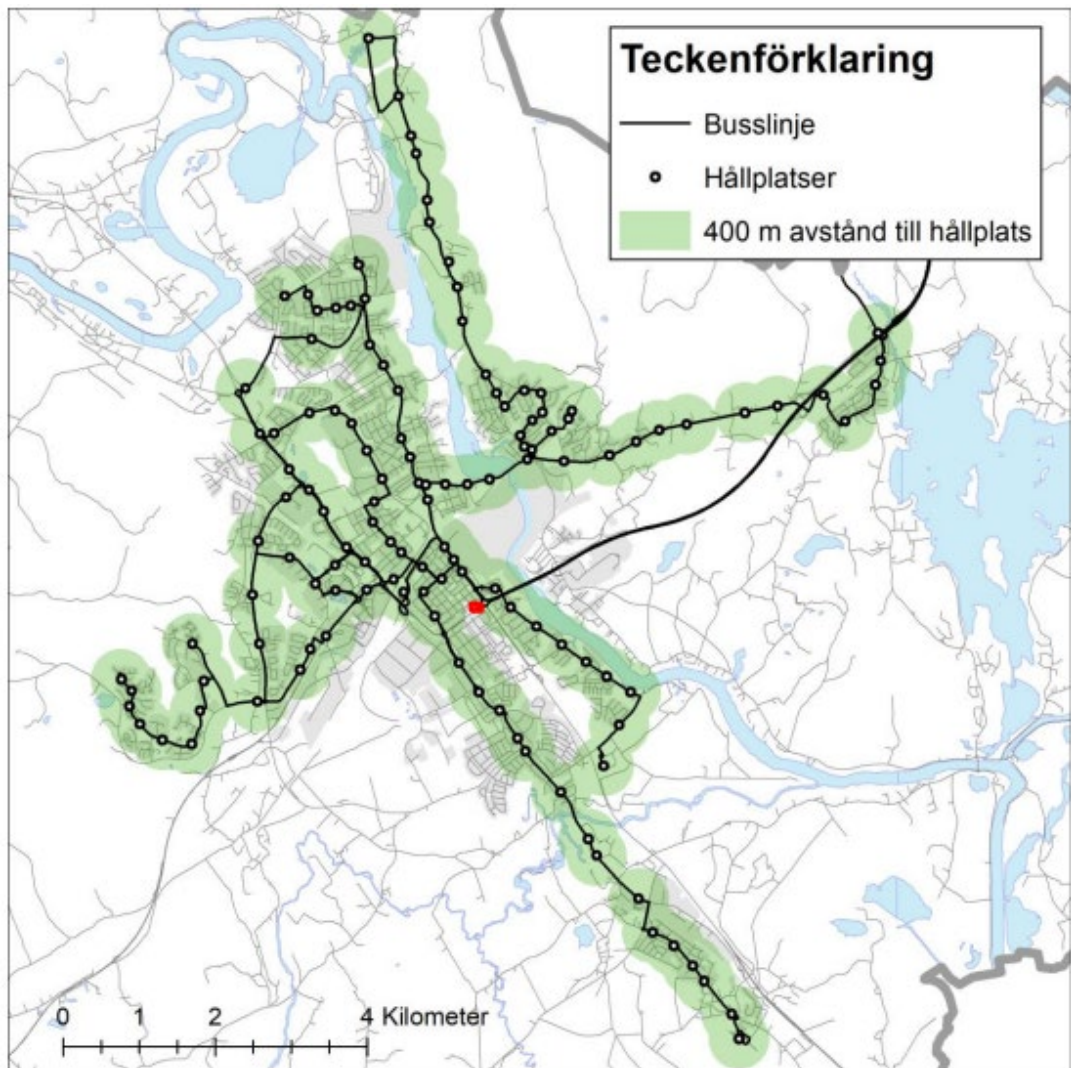 Teckenförklaring
Busslinje
Hållplatser
400 m avstånd till hållplats
0 1 2 4 Kilometer